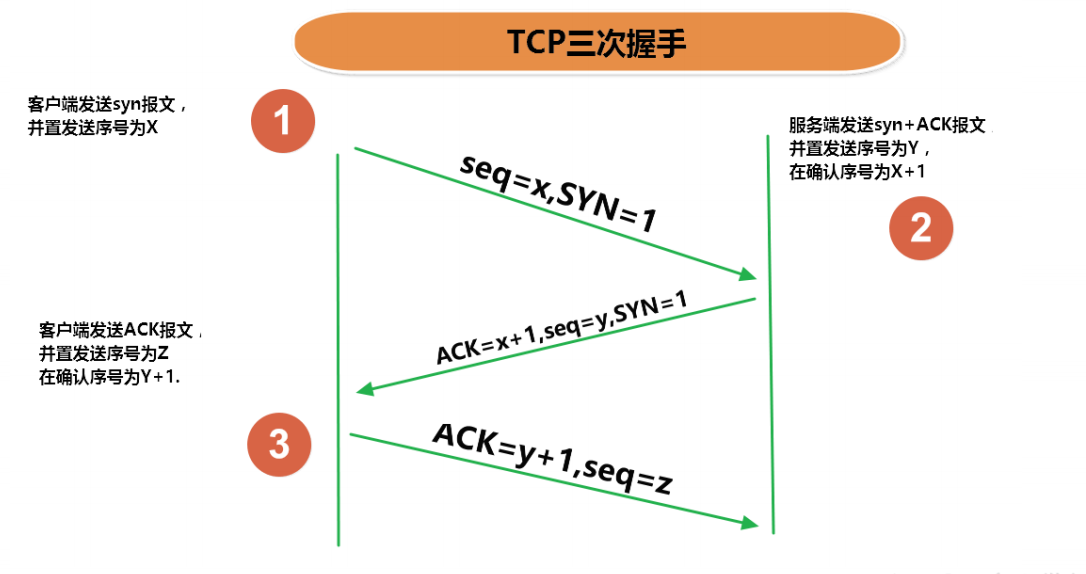 TCP三次握手
客户端发送syn报文，
并置发送序号为X
1
服务端发送syn+ACK报文
并置发送序号为Y，
在确认序号为X+1
2
seq=x,SYN=1
ACK=x+1,seq=y,SYN=1
客户端发送ACK报文，
并置发送序号为Z
在确认序号为Y+1.
3
ACK=y+1,seq=z